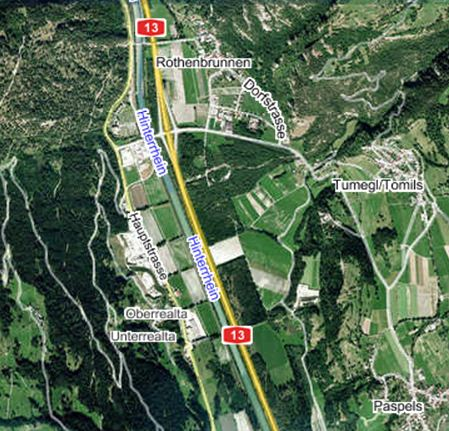 13
Rothenbrunnen
Dorfstrasse
Hinterrhein
Tumegl/Tomils
Hauptstrasse
Hinterrhein
Oberrealta
Unterrealta
13
Paspels